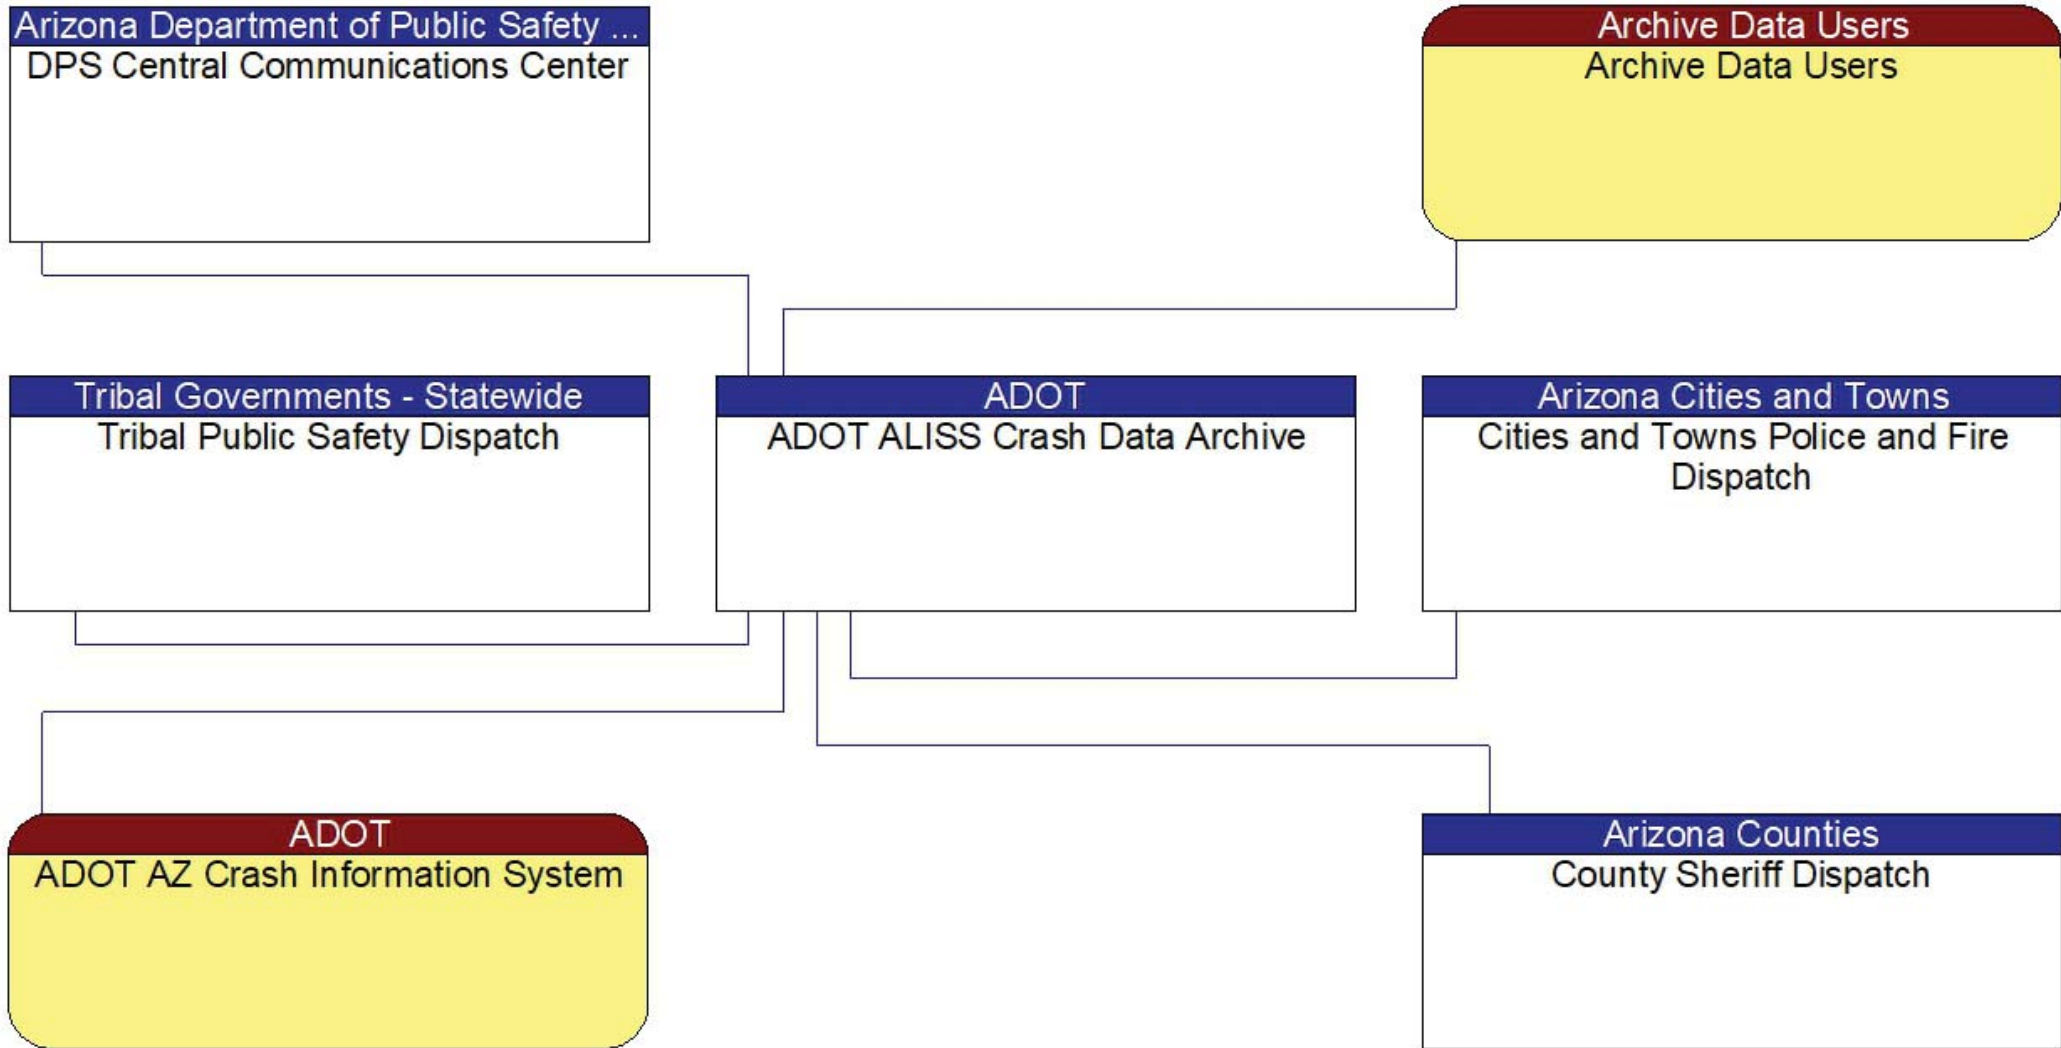 Arizona Department of Public Safety ...
DPS Central Communications Center
Archive Data Users
Archive Data Users
Tribal Governments - Statewide
Tribal Public Safety Dispatch
ADOT
ADOT ALISS Crash Data Archive
Arizona Cities and Towns
Cities and Towns Police and Fire
Dispatch
ADOT
ADOT AZ Crash Information System
Arizona Counties
County Sheriff Dispatch